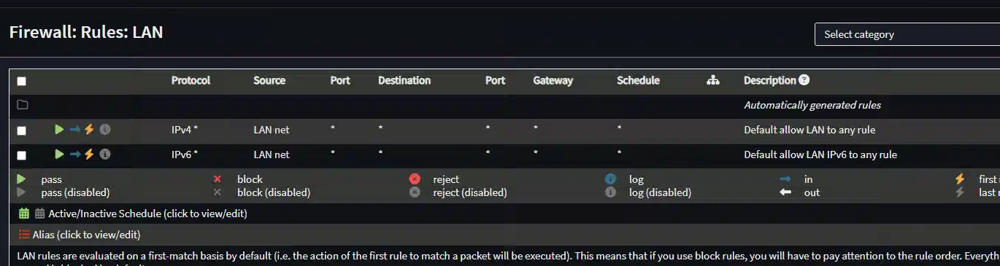 Firewall: Rules: LAN
Select category
Protocol Source Port Destination Port Gateway Schedule Description ?
Automatically generated rules
IPv4 * LAN net * * * * * Default allow LAN to any rule
IPv6 * LAN net * * * * * Default allow LAN IPv6 to any rule
pass block reject log in first
pass (disabled) block (disabled) reject (disabled) log (disabled) out last
Active/Inactive Schedule (click to view/edit)
Alias (click to view/edit)
LAN rules are evaluated on a first-match basis by default (i.e. the action of the first rule to match a packet will be executed). This means that if you use block rules, you will have to pay attention to the rule order. Everyth